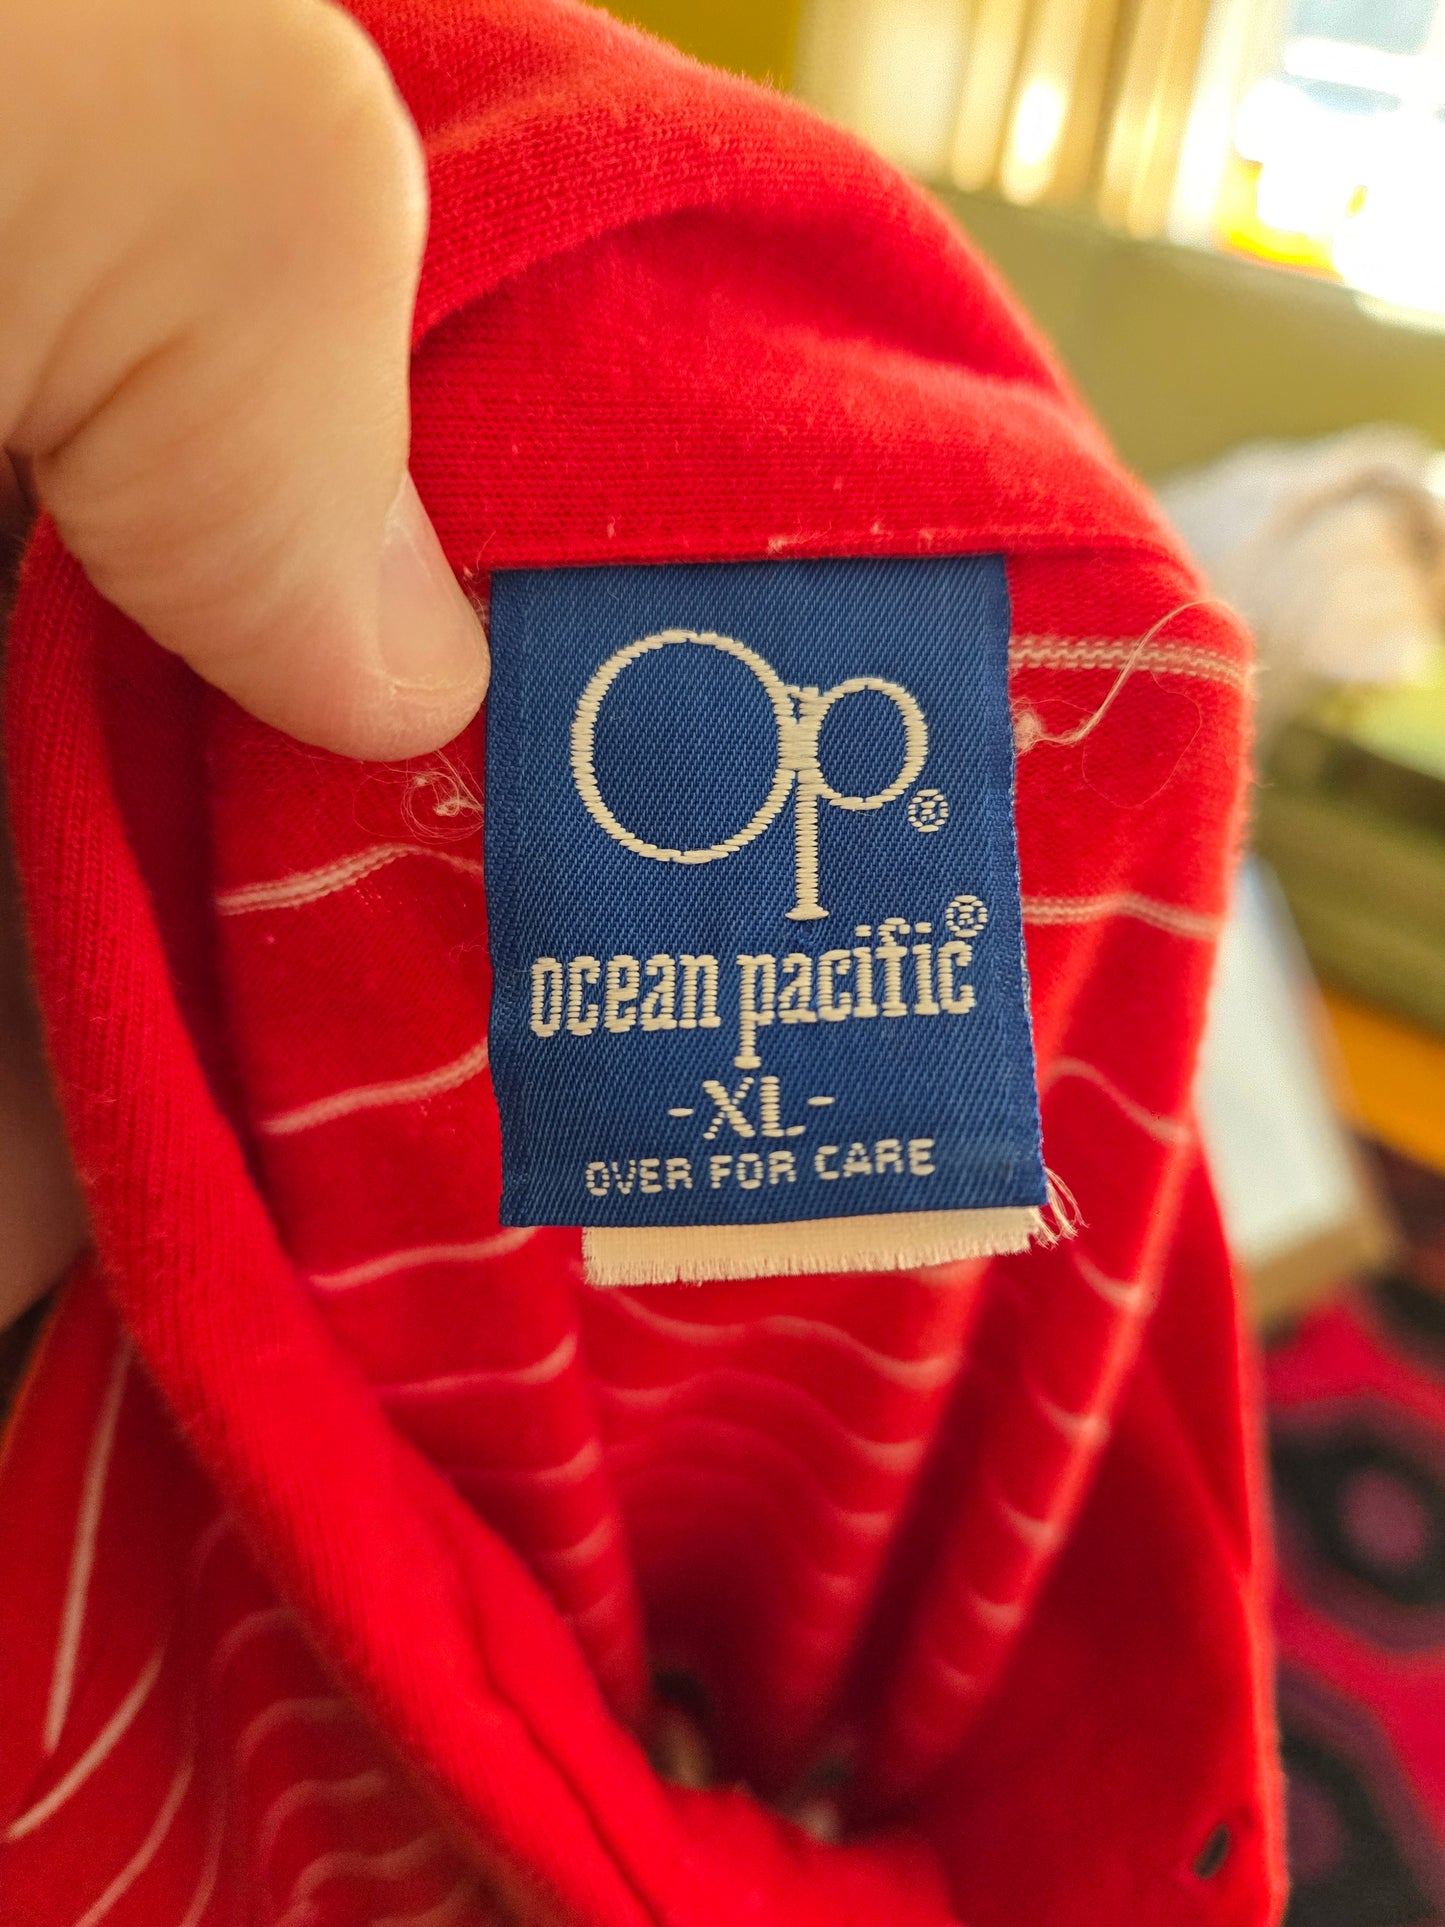 Op®
ocean pacific®
-XL-
OVER FOR CARE